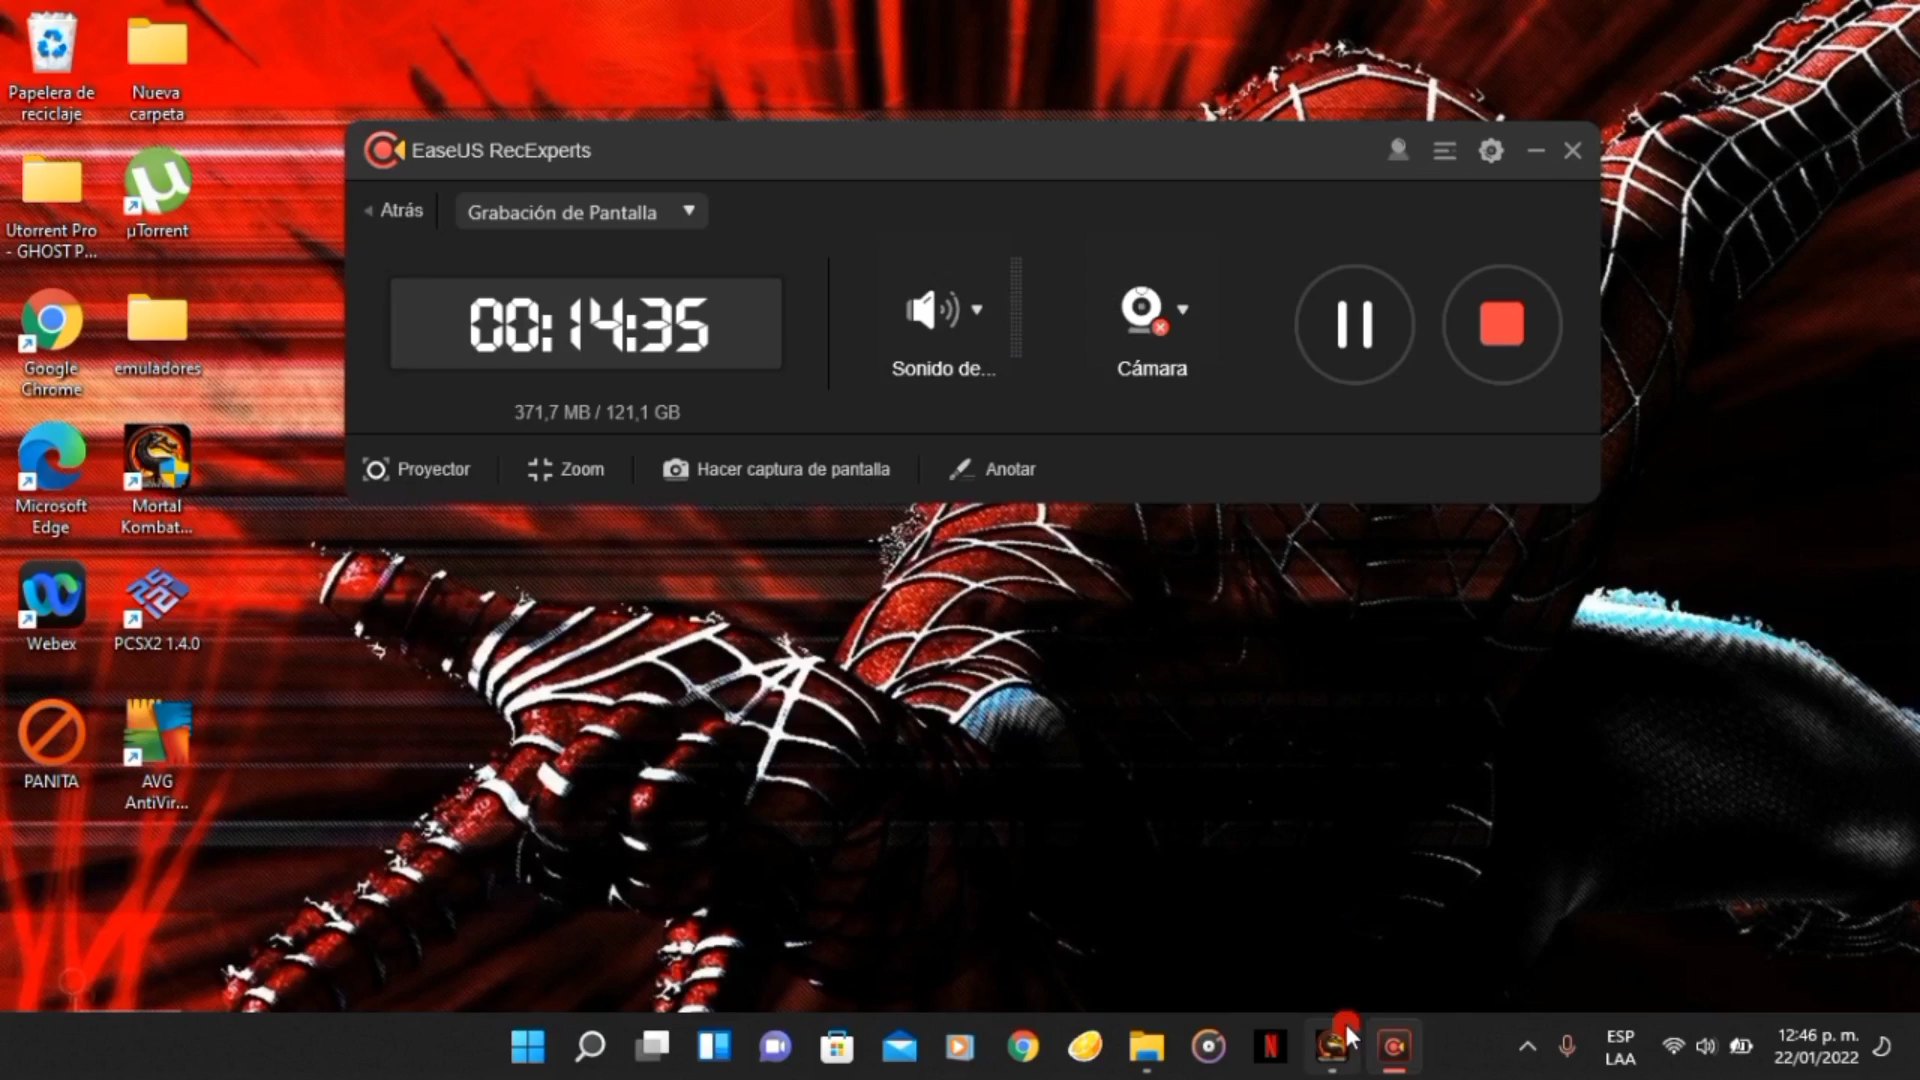 Papelera de
reciclaje
Nueva
carpeta
Utorrent Pro
- GHOST P...
µTorrent
Google
Chrome
emuladores
Microsoft
Edge
Mortal
Kombat...
Webex
PCSX2 1.4.0
PANITA
AVG
AntiVir...
EaseUS RecExperts
Atrás
Grabación de Pantalla
00:14:35
371,7 MB / 121,1 GB
Sonido de...
Cámara
Proyector
Zoom
Hacer captura de pantalla
Anotar
ESP
LAA
12:46 p. m.
22/01/2022